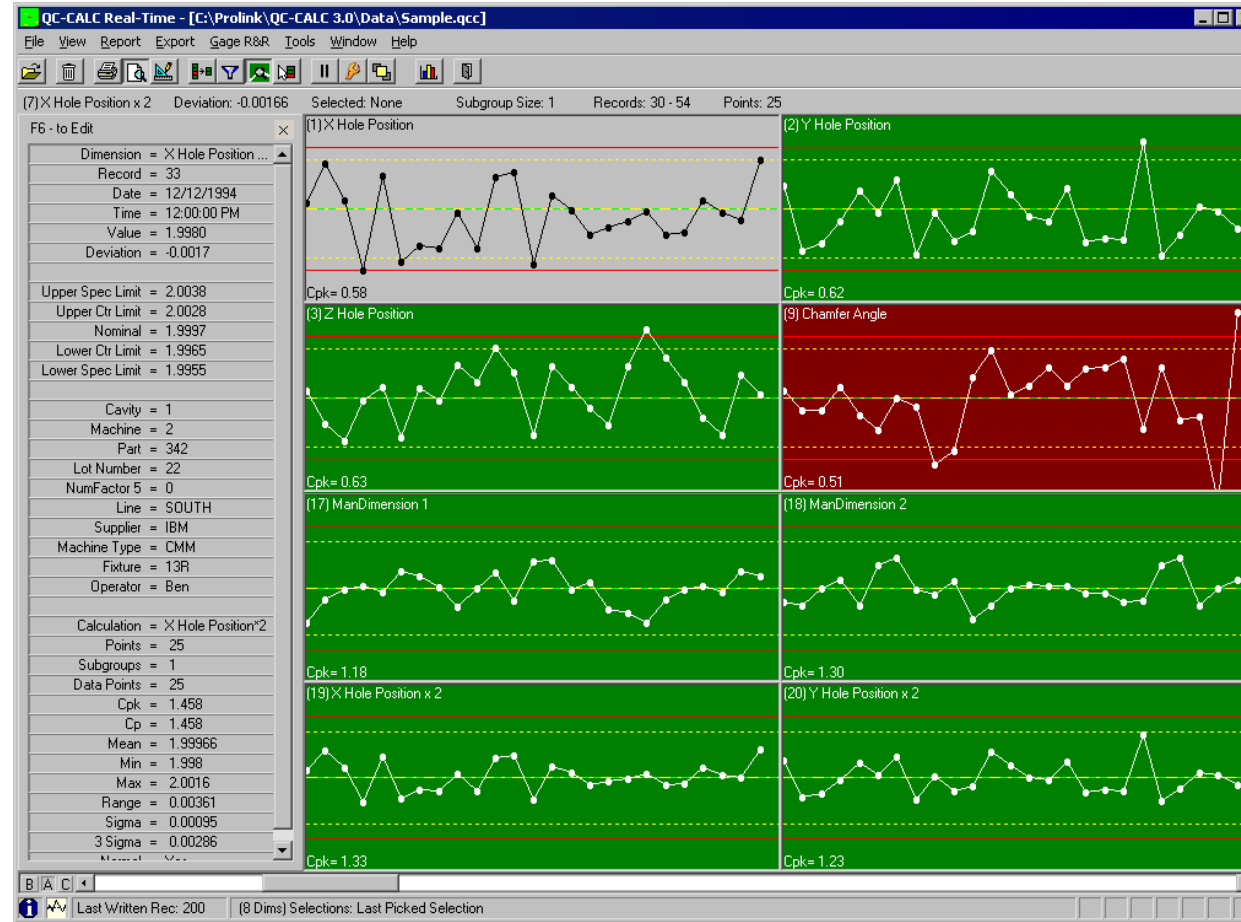 QC-CALC Real-Time - [C:\Prolink\QC-CALC 3.0\Data\Sample.qcc]
File View Report Export Gage R&R Tools Window Help
(7) X Hole Position x 2 Deviation: -0.00166 Selected: None Subgroup Size: 1 Records: 30 - 54 Points: 25
F6 - to Edit
Dimension = X Hole Position ...
Record = 33
Date = 12/12/1994
Time = 12:00:00 PM
Value = 1.9980
Deviation = -0.0017
Upper Spec Limit = 2.0038
Upper Ctr Limit = 2.0028
Nominal = 1.9997
Lower Ctr Limit = 1.9965
Lower Spec Limit = 1.9955
Cavity = 1
Machine = 2
Part = 342
Lot Number = 22
NumFactor 5 = 0
Line = SOUTH
Supplier = IBM
Machine Type = CMM
Fixture = 13R
Operator = Ben
Calculation = X Hole Position*2
Points = 25
Subgroups = 1
Data Points = 25
Cpk = 1.458
Cp = 1.458
Mean = 1.99966
Min = 1.998
Max = 2.0016
Range = 0.00361
Sigma = 0.00095
3 Sigma = 0.00286
(1) X Hole Position
Cpk= 0.58
(2) Y Hole Position
Cpk= 0.62
(3) Z Hole Position
Cpk= 0.63
(9) Chamfer Angle
Cpk= 0.51
(17) ManDimension 1
Cpk= 1.18
(18) ManDimension 2
Cpk= 1.30
(19) X Hole Position x 2
Cpk= 1.33
(20) Y Hole Position x 2
Cpk= 1.23
B A C
Last Written Rec: 200 (8 Dims) Selections: Last Picked Selection